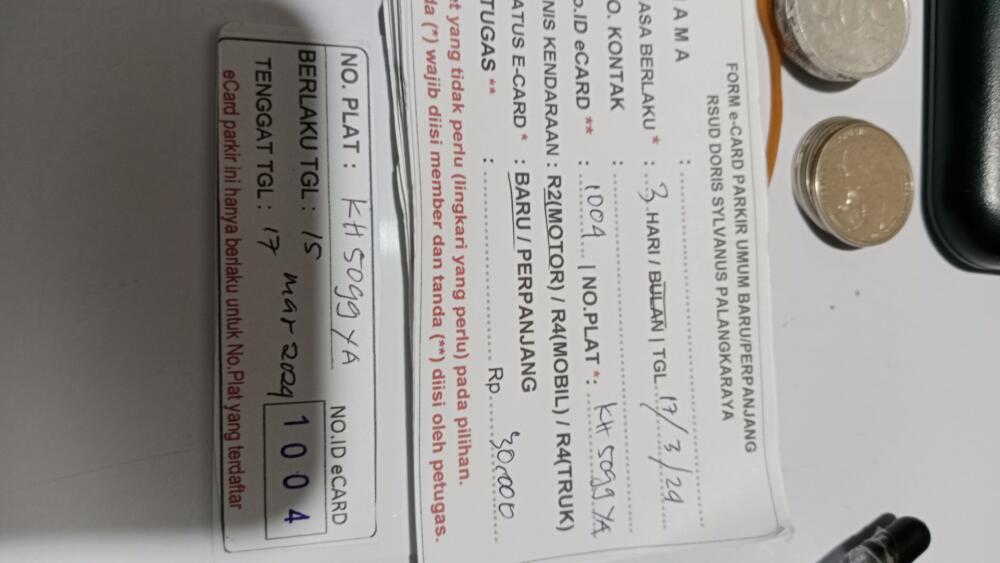 FORM e-CARD PARKIR UMUM BARU/PERPANJANG
RSUD DORIS SYLVANUS PALANGKARAYA
AMA :
ASA BERLAKU * : 3 HARI / BULAN | TGL. 17/3/24
O. KONTAK :
o.ID eCARD ** : 1004 | NO.PLAT *: KH 5099 YA
NIS KENDARAAN : R2(MOTOR) / R4(MOBIL) / R4(TRUK)
ATUS E-CARD * : BARU / PERPANJANG
TUGAS ** : Rp 30.000
et yang tidak perlu (lingkari yang perlu) pada pilihan.
da (*) wajib diisi member dan tanda (**) diisi oleh petugas.
NO. PLAT : KH 5099 YA NO.ID eCARD
BERLAKU TGL : 15 mar 2024 1004
TENGGAT TGL : 17
eCard parkir ini hanya berlaku untuk No.Plat yang terdaftar